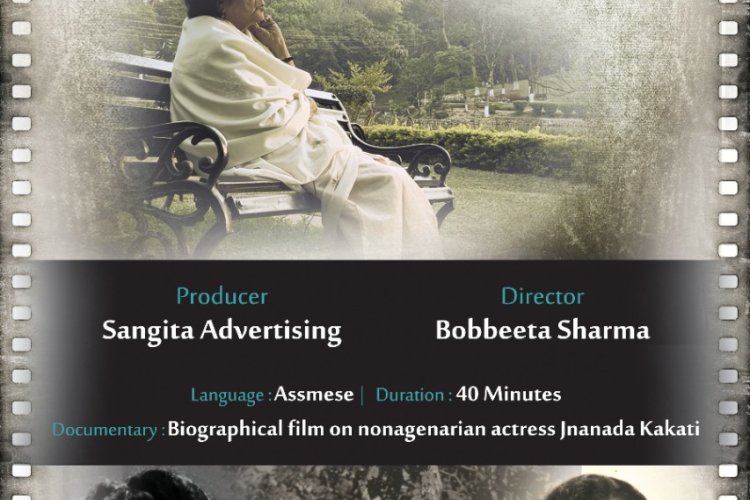 Producer
Director
Sangita Advertising
Bobbeeta Sharma
Language : Assmese | Duration : 40 Minutes
Documentary : Biographical film on nonagenarian actress Jnanada Kakati